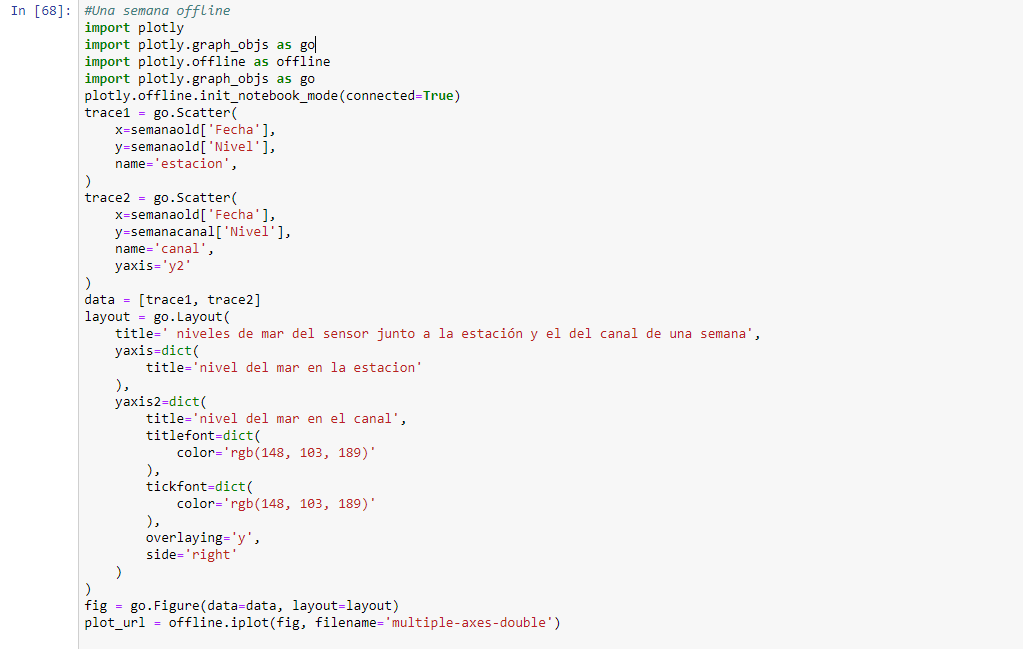 In [68]: #Una semana offline
import plotly
import plotly.graph_objs as go
import plotly.offline as offline
import plotly.graph_objs as go
plotly.offline.init_notebook_mode(connected=True)
trace1 = go.Scatter(
    x=semanaold['Fecha'],
    y=semanaold['Nivel'],
    name='estacion',
)
trace2 = go.Scatter(
    x=semanaold['Fecha'],
    y=semanacanal['Nivel'],
    name='canal',
    yaxis='y2'
)
data = [trace1, trace2]
layout = go.Layout(
    title=' niveles de mar del sensor junto a la estación y el del canal de una semana',
    yaxis=dict(
        title='nivel del mar en la estacion'
    ),
    yaxis2=dict(
        title='nivel del mar en el canal',
        titlefont=dict(
            color='rgb(148, 103, 189)'
        ),
        tickfont=dict(
            color='rgb(148, 103, 189)'
        ),
        overlaying='y',
        side='right'
    )
)
fig = go.Figure(data=data, layout=layout)
plot_url = offline.iplot(fig, filename='multiple-axes-double')